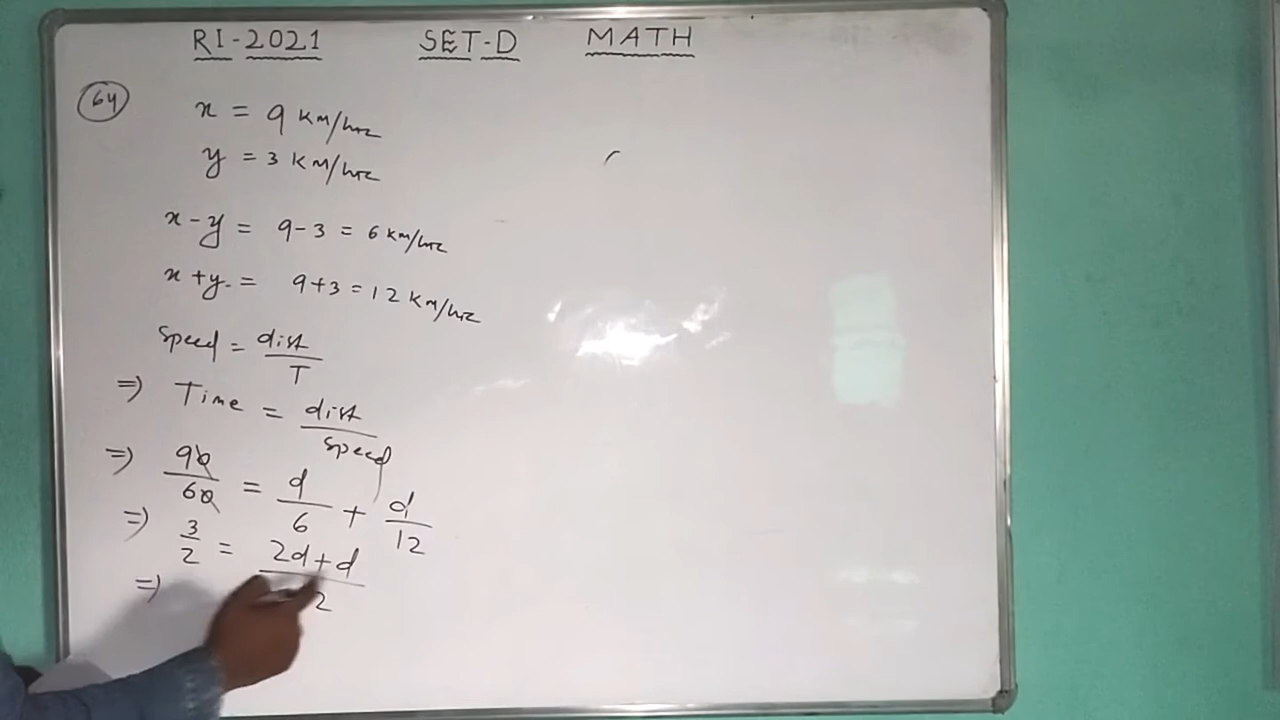 RI-2021 SET-D MATH
64
x = 9 KM/hr
y = 3 KM/hr
x - y = 9 - 3 = 6 km/hr
x + y = 9 + 3 = 12 KM/hr
Speed = dist/T
⇒ Time = dist/speed
⇒ 90/60 = d/6 + d/12
⇒ 3/2 = 2d + d/2
⇒